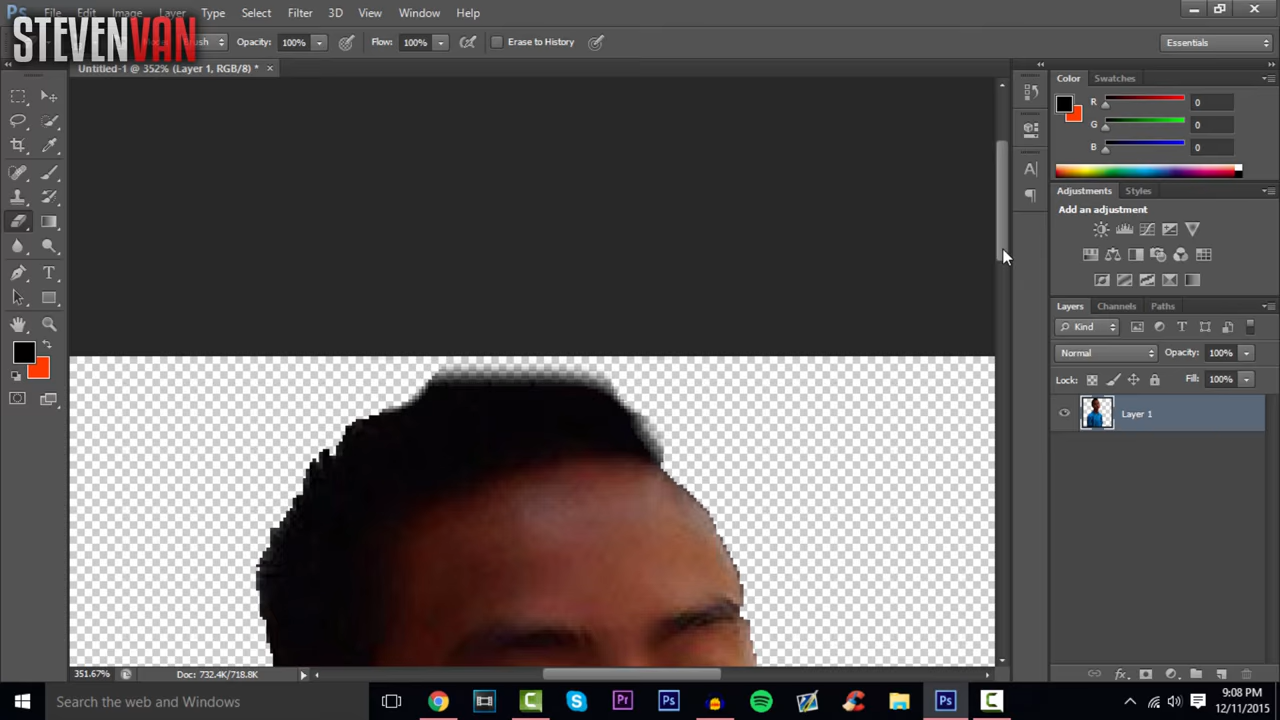 File Edit Image Layer Type Select Filter 3D View Window Help
STEVENVAN
Brush Opacity: 100% Flow: 100% Erase to History Essentials
Untitled-1 @ 352% (Layer 1, RGB/8) * ×
Color Swatches
R 0
G 0
B 0
Adjustments Styles
Add an adjustment
Layers Channels Paths
Kind
Normal Opacity: 100%
Lock: Fill: 100%
Layer 1
351.67% Doc: 732.4K/718.8K
Search the web and Windows
9:08 PM
12/11/2015